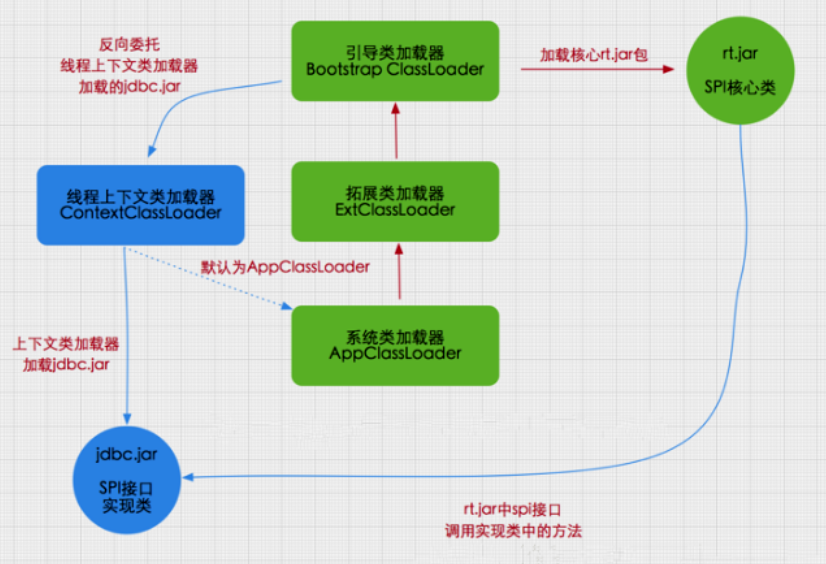 反向委托
线程上下文类加载器
加载的jdbc.jar
引导类加载器
Bootstrap ClassLoader
加载核心rt.jar包
rt.jar
SPI核心类
线程上下文类加载器
ContextClassLoader
拓展类加载器
ExtClassLoader
默认为AppClassLoader
系统类加载器
AppClassLoader
上下文类加载器
加载jdbc.jar
jdbc.jar
SPI接口
实现类
rt.jar中spi接口
调用实现类中的方法